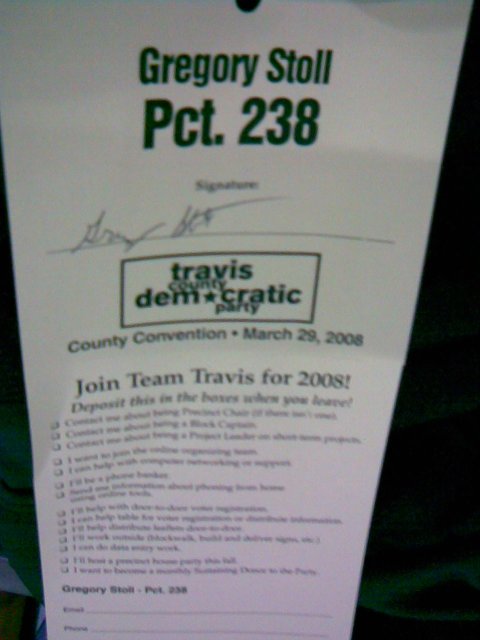 Gregory Stoll
Pct. 238
Signature:
travis
county
dem★cratic
party
County Convention • March 29, 2008
Join Team Travis for 2008!
Deposit this in the boxes when you leave!
Contact me about being Precinct Chair (if there isn't one).
Contact me about being a Block Captain.
Contact me about being a Project Leader on short-term projects.
I want to join the online organizing team.
I can help with computer networking or support.
I'll be a phone banker.
Send me information about phoning from home
using online tools.
I'll help with door-to-door voter registration.
I can help table for voter registration or distribute information.
I'll help distribute leaflets door-to-door.
I'll work outside (blockwalk, build and deliver signs, etc.)
I can do data entry work.
I'll host a precinct house party this fall.
I want to become a monthly Sustaining Donor to the Party.
Gregory Stoll - Pct. 238
Email
Phone